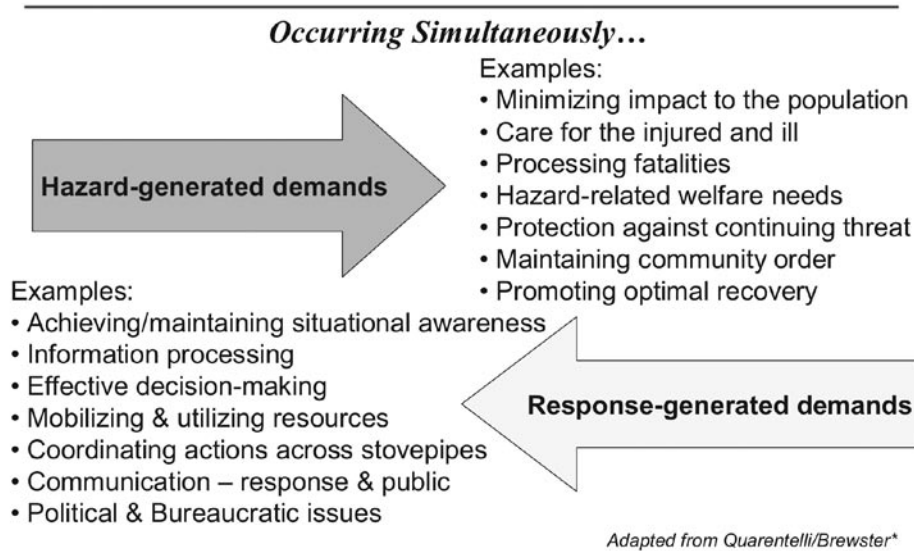 Occurring Simultaneously...
Hazard-generated demands
Examples:
• Minimizing impact to the population
• Care for the injured and ill
• Processing fatalities
• Hazard-related welfare needs
• Protection against continuing threat
• Maintaining community order
• Promoting optimal recovery
Examples:
• Achieving/maintaining situational awareness
• Information processing
• Effective decision-making
• Mobilizing & utilizing resources
• Coordinating actions across stovepipes
• Communication – response & public
• Political & Bureaucratic issues
Response-generated demands
Adapted from Quarentelli/Brewster*